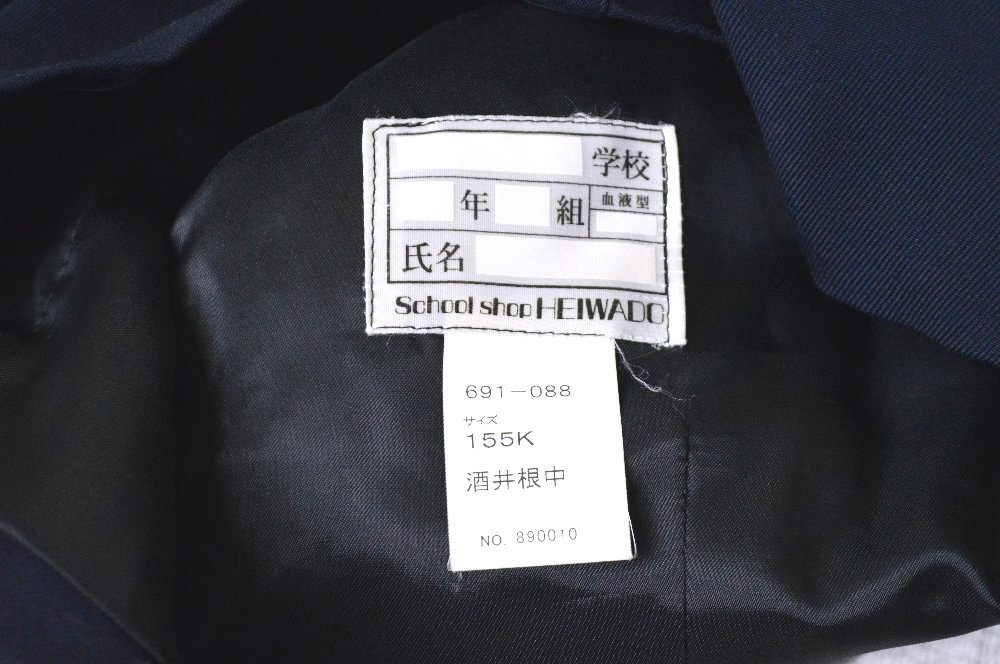 学校
年 組 血液型
氏名
School shop HEIWADO
691-088
サイズ
155K
酒井根中
NO. 890010